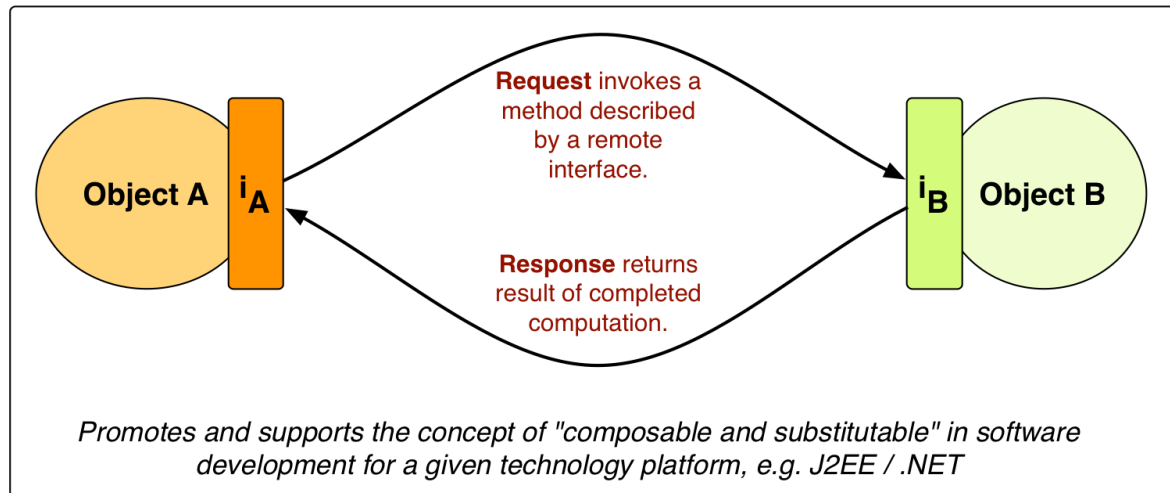 Request invokes a
method described
by a remote
interface.
Object A
iA
iB
Object B
Response returns
result of completed
computation.
Promotes and supports the concept of "composable and substitutable" in software
development for a given technology platform, e.g. J2EE / .NET